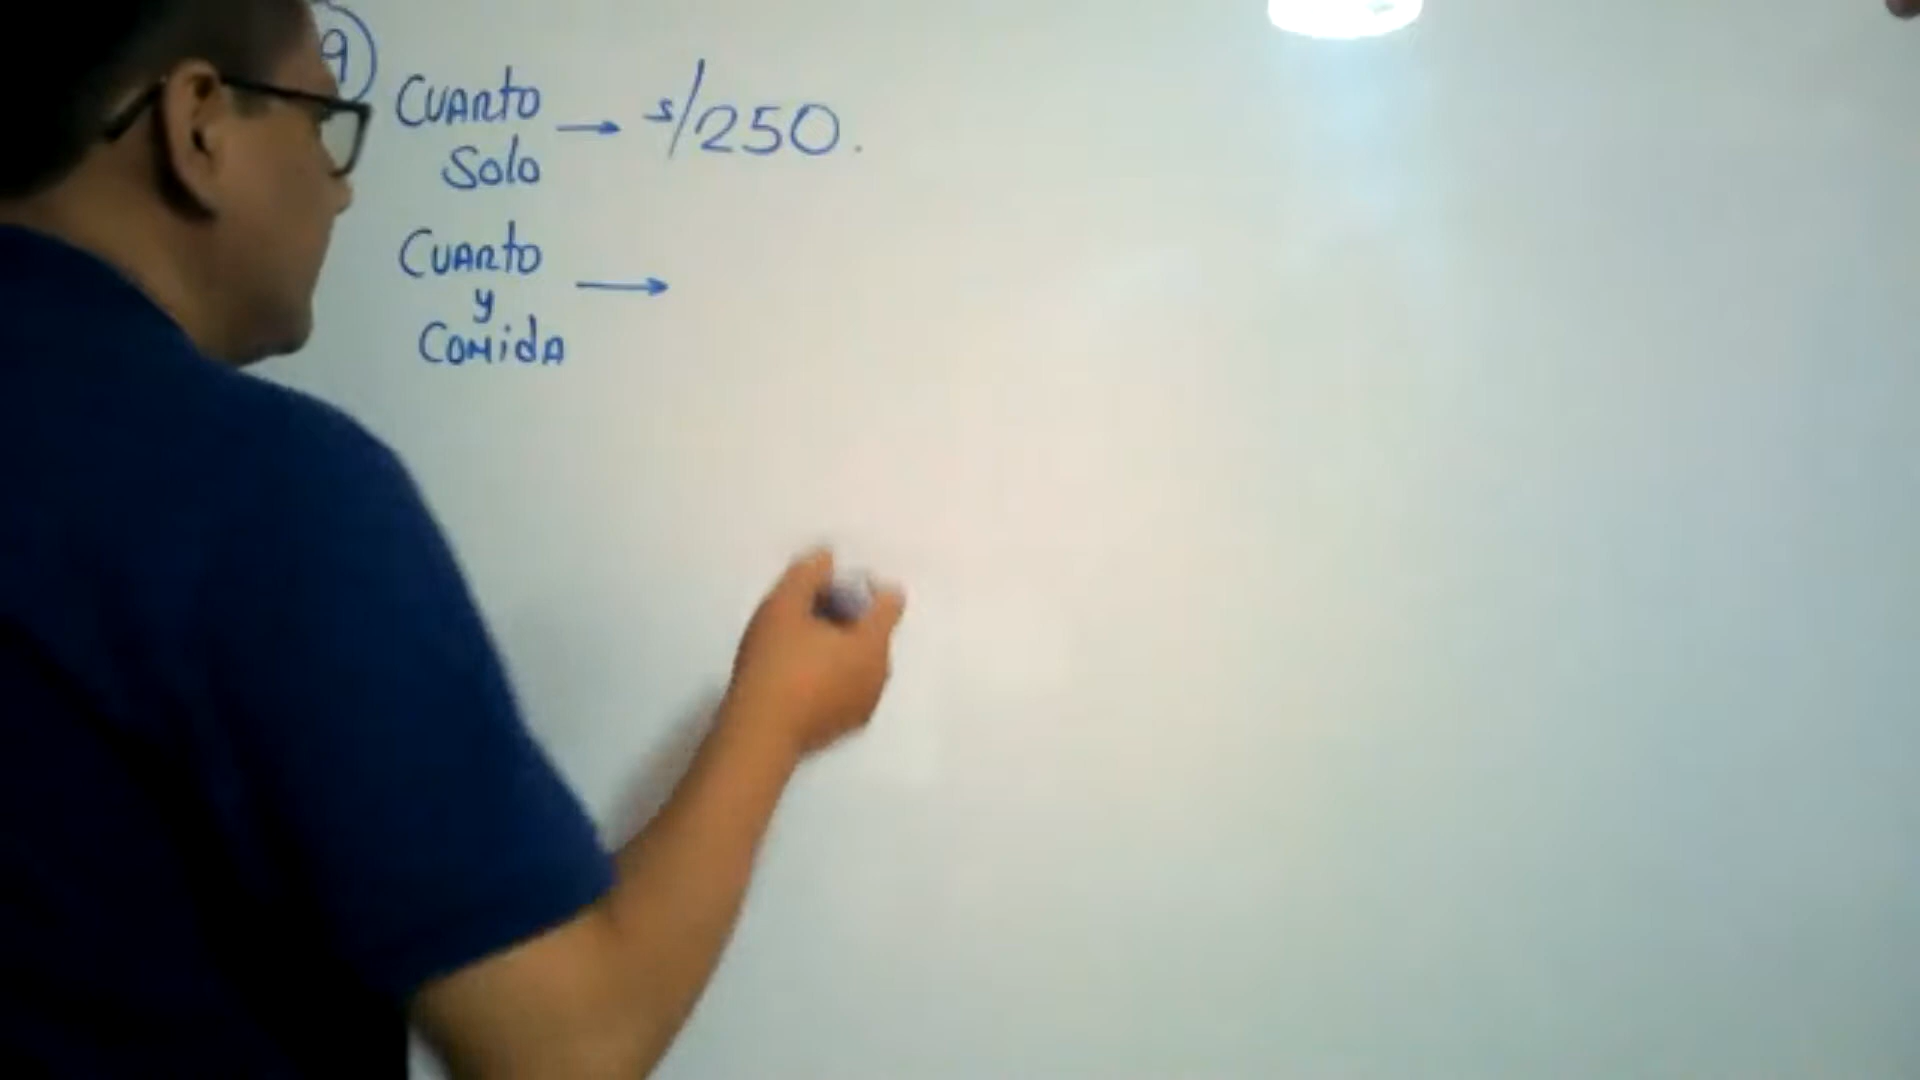 9
Cuarto
Solo → s/250.
Cuarto
y →
Comida